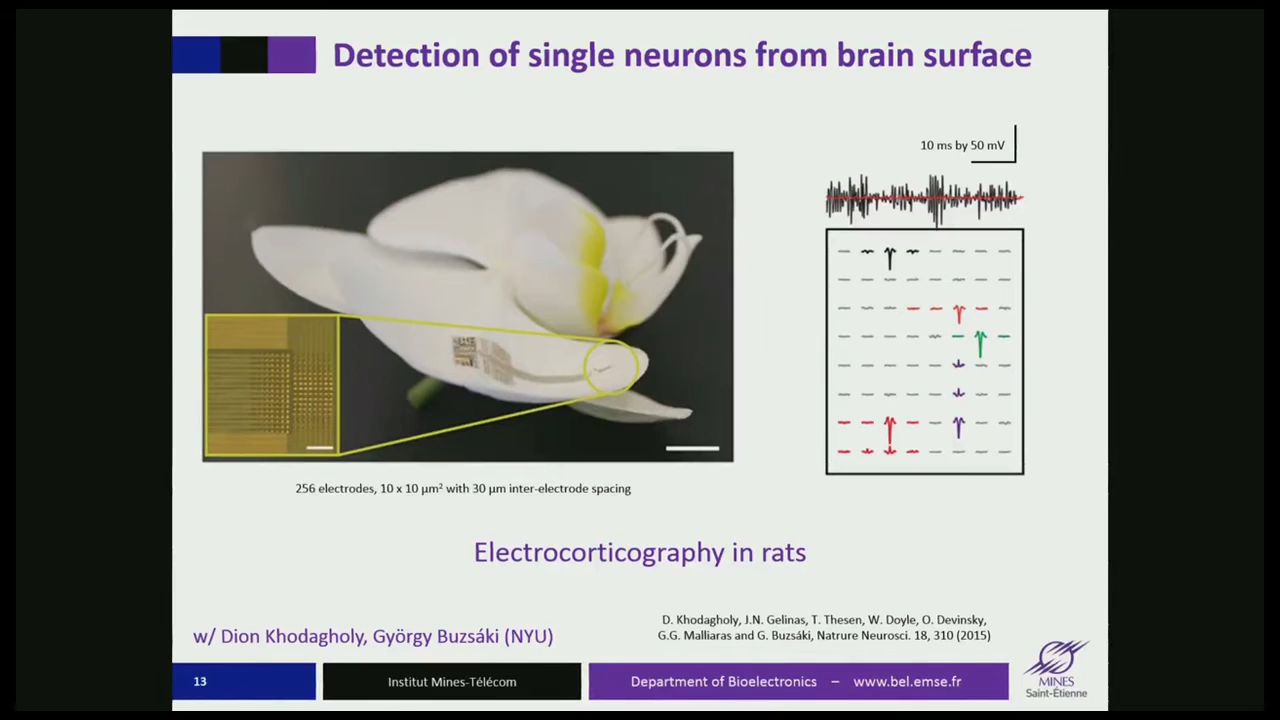 Detection of single neurons from brain surface
10 ms by 50 mV
256 electrodes, 10 x 10 µm² with 30 µm inter-electrode spacing
Electrocorticography in rats
w/ Dion Khodagholy, György Buzsáki (NYU)
D. Khodagholy, J.N. Gelinas, T. Thesen, W. Doyle, O. Devinsky,
G.G. Malliaras and G. Buzsáki, Natrure Neurosci. 18, 310 (2015)
13
Institut Mines-Télécom
Department of Bioelectronics – www.bel.emse.fr
MINES
Saint-Étienne